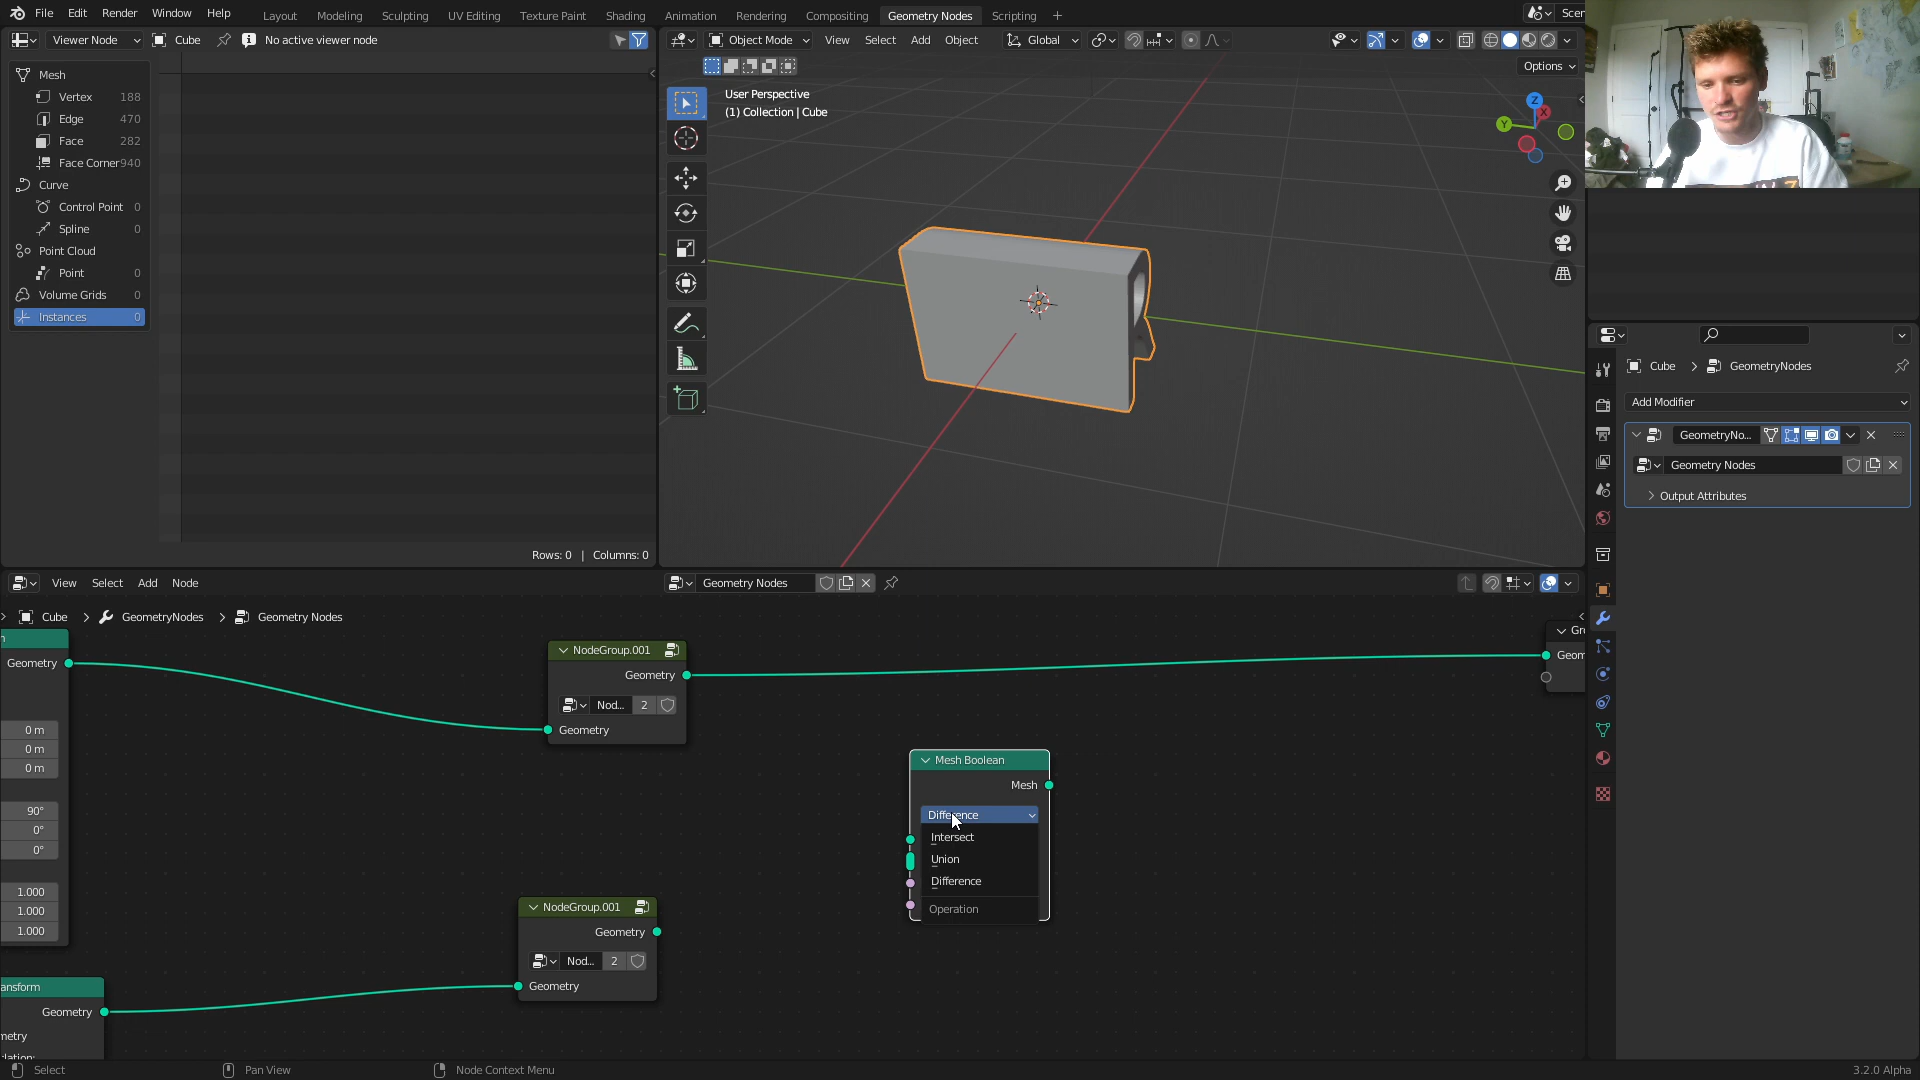 File Edit Render Window Help
Layout Modeling Sculpting UV Editing Texture Paint Shading Animation Rendering Compositing Geometry Nodes Scripting +
Scen
Viewer Node Cube No active viewer node
Object Mode View Select Add Object Global
Options
Mesh
Vertex 188
Edge 470
Face 282
Face Corner 940
Curve
Control Point 0
Spline 0
Point Cloud
Point 0
Volume Grids 0
Instances 0
Rows: 0 | Columns: 0
User Perspective
(1) Collection | Cube
Z
X
Y
Cube > GeometryNodes
Add Modifier
GeometryNo...
Geometry Nodes
Output Attributes
View Select Add Node
Geometry Nodes
Cube > GeometryNodes > Geometry Nodes
n
Geometry
0 m
0 m
0 m
90°
0°
0°
1.000
1.000
1.000
ansform
Geometry
metry
NodeGroup.001
Geometry
Nod... 2
Geometry
NodeGroup.001
Geometry
Nod... 2
Geometry
Mesh Boolean
Mesh
Difference
Intersect
Union
Difference
Operation
Gr
Geom
Select Pan View Node Context Menu
3.2.0 Alpha